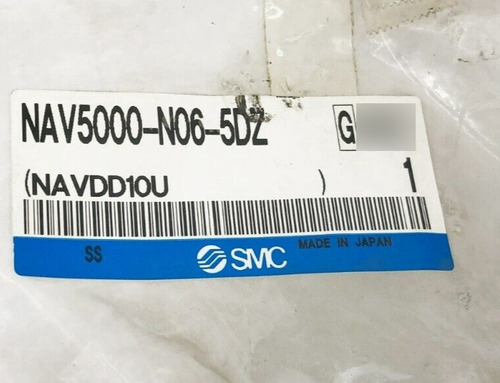 NAV5000-N06-5DZ G
(NAVDD10U ) 1
SS SMC MADE IN JAPAN